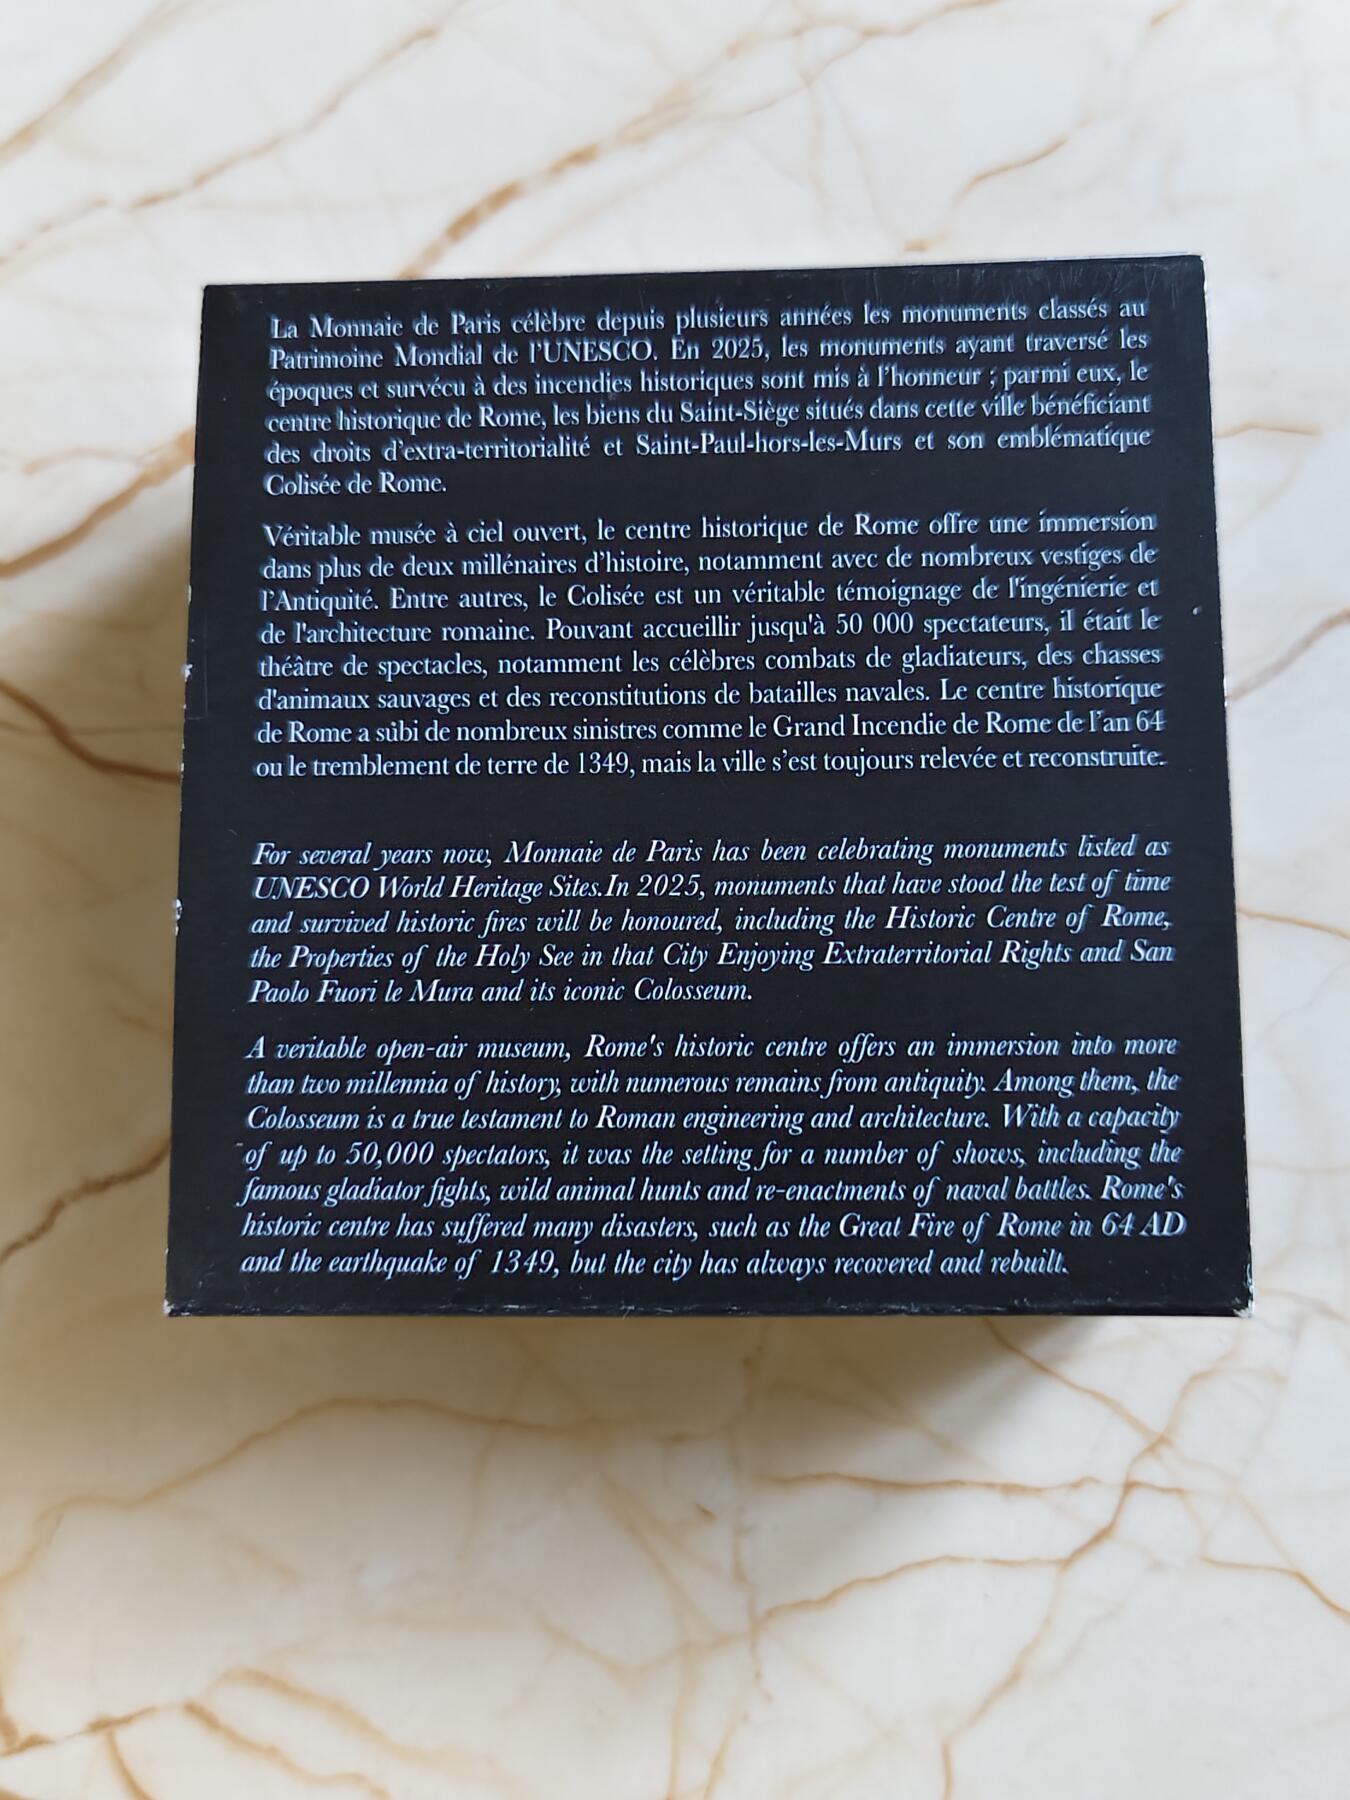 La Monnaie de Paris célèbre depuis plusieurs années les monuments classés au
Patrimoine Mondial de l’UNESCO. En 2025, les monuments ayant traversé les
époques et survécu à des incendies historiques sont mis à l’honneur ; parmi eux, le
centre historique de Rome, les biens du Saint-Siège situés dans cette ville bénéficiant
des droits d’extra-territorialité et Saint-Paul-hors-les-Murs et son emblématique
Colisée de Rome.
Véritable musée à ciel ouvert, le centre historique de Rome offre une immersion
dans plus de deux millénaires d’histoire, notamment avec de nombreux vestiges de
l’Antiquité. Entre autres, le Colisée est un véritable témoignage de l'ingénierie et
de l'architecture romaine. Pouvant accueillir jusqu'à 50 000 spectateurs, il était le
théâtre de spectacles, notamment les célèbres combats de gladiateurs, des chasses
d'animaux sauvages et des reconstitutions de batailles navales. Le centre historique
de Rome a subi de nombreux sinistres comme le Grand Incendie de Rome de l’an 64
ou le tremblement de terre de 1349, mais la ville s’est toujours relevée et reconstruite.
For several years now, Monnaie de Paris has been celebrating monuments listed as
UNESCO World Heritage Sites.In 2025, monuments that have stood the test of time
and survived historic fires will be honoured, including the Historic Centre of Rome,
the Properties of the Holy See in that City Enjoying Extraterritorial Rights and San
Paolo Fuori le Mura and its iconic Colosseum.
A veritable open-air museum, Rome's historic centre offers an immersion into more
than two millennia of history, with numerous remains from antiquity. Among them, the
Colosseum is a true testament to Roman engineering and architecture. With a capacity
of up to 50,000 spectators, it was the setting for a number of shows, including the
famous gladiator fights, wild animal hunts and re-enactments of naval battles. Rome's
historic centre has suffered many disasters, such as the Great Fire of Rome in 64 AD
and the earthquake of 1349, but the city has always recovered and rebuilt.